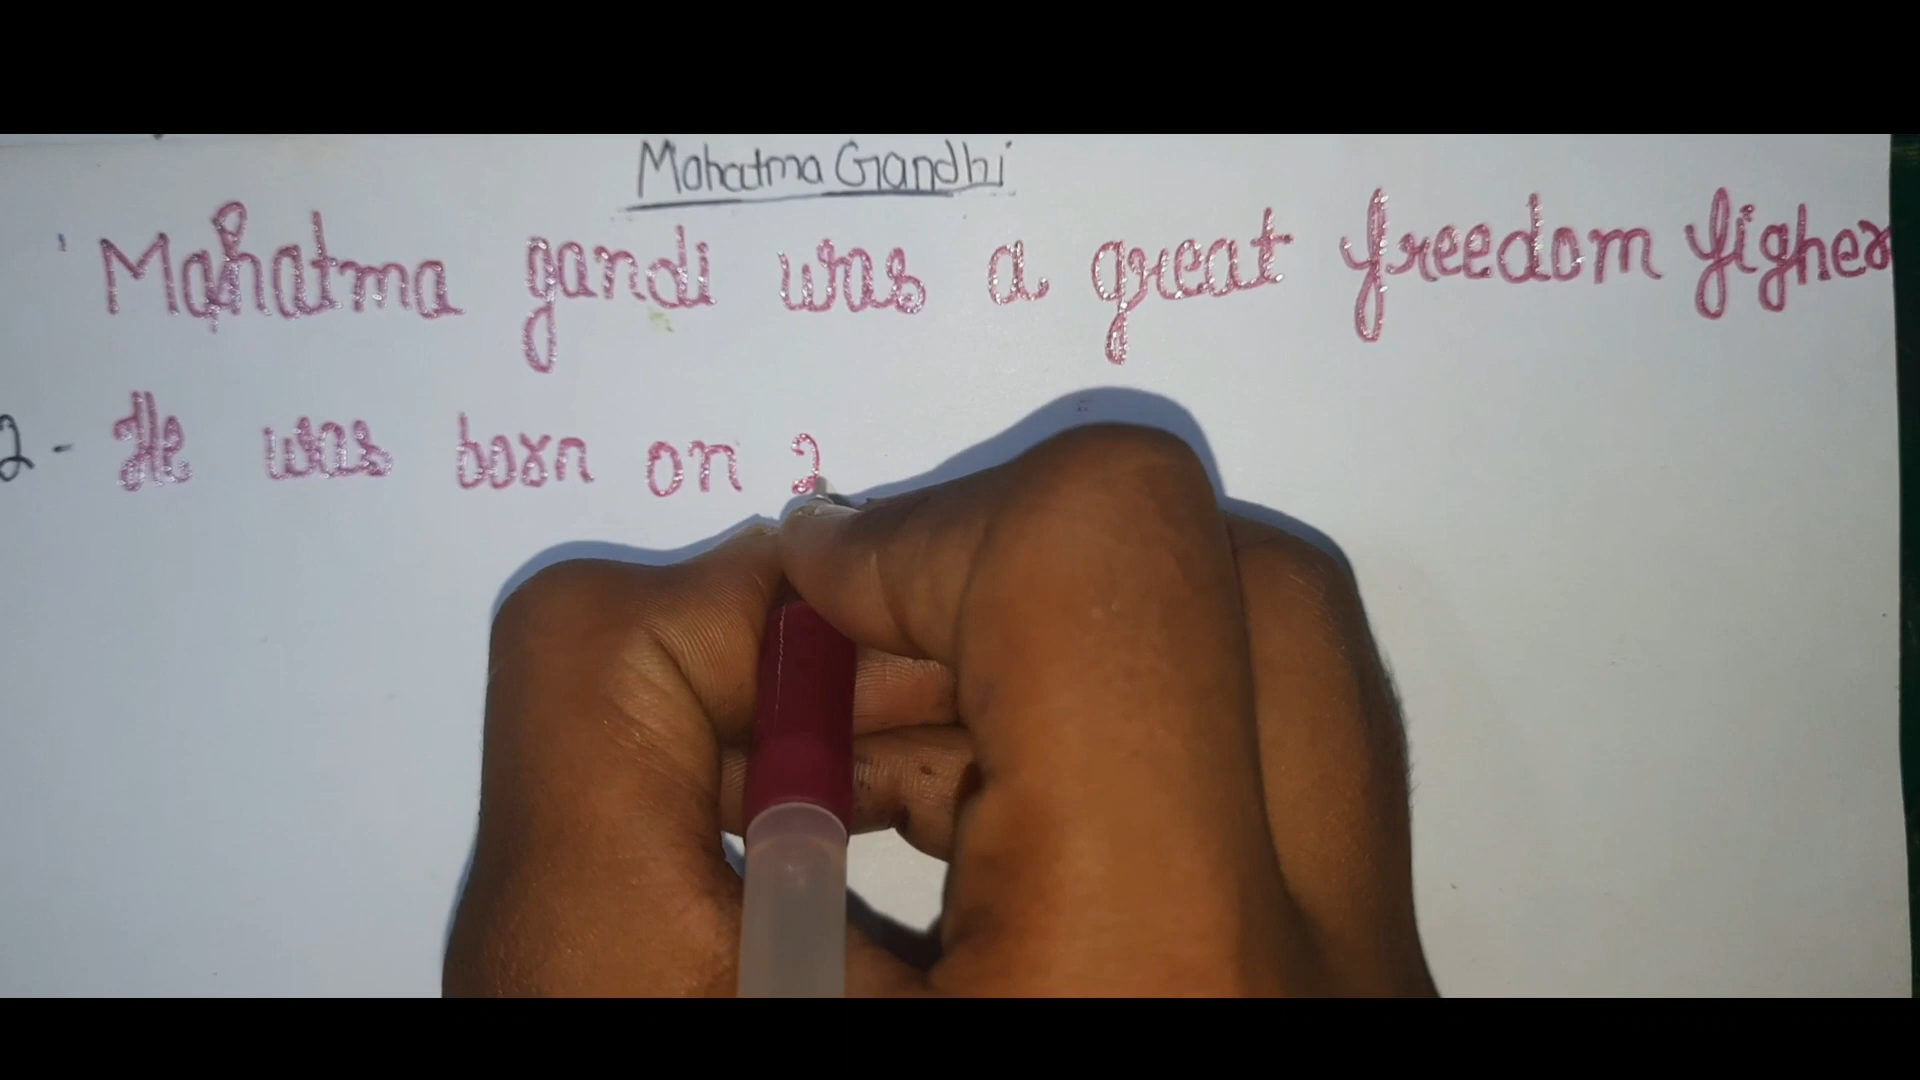 Mahatma Gandhi
' Mahatma gandi was a great freedom figher
2- He was born on 2